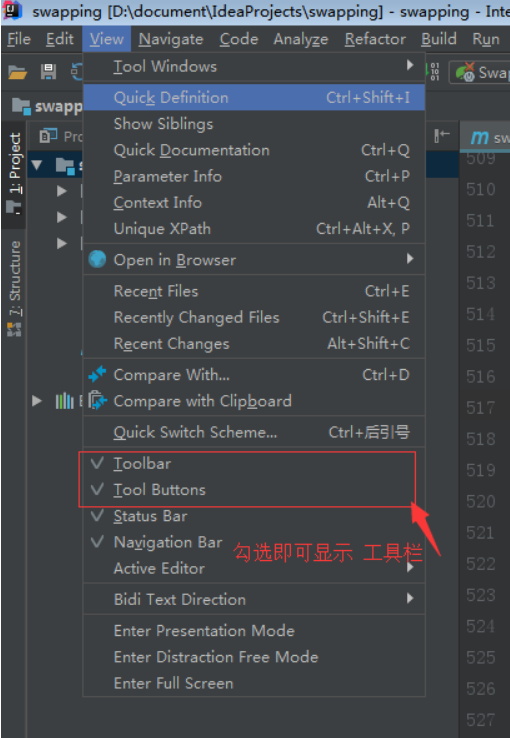 swapping [D:\document\IdeaProjects\swapping] - swapping - Inte
File Edit View Navigate Code Analyze Refactor Build Run
Swa
swapp
1: Project
7: Structure
Pro
m sw
Tool Windows
Quick Definition Ctrl+Shift+I
Show Siblings
Quick Documentation Ctrl+Q
Parameter Info Ctrl+P
Context Info Alt+Q
Unique XPath Ctrl+Alt+X, P
Open in Browser
Recent Files Ctrl+E
Recently Changed Files Ctrl+Shift+E
Recent Changes Alt+Shift+C
Compare With... Ctrl+D
Compare with Clipboard
Quick Switch Scheme... Ctrl+后引号
Toolbar
Tool Buttons
Status Bar
Navigation Bar
勾选即可显示 工具栏
Active Editor
Bidi Text Direction
Enter Presentation Mode
Enter Distraction Free Mode
Enter Full Screen
509
510
511
512
513
514
515
516
517
518
519
520
521
522
523
524
525
526
527